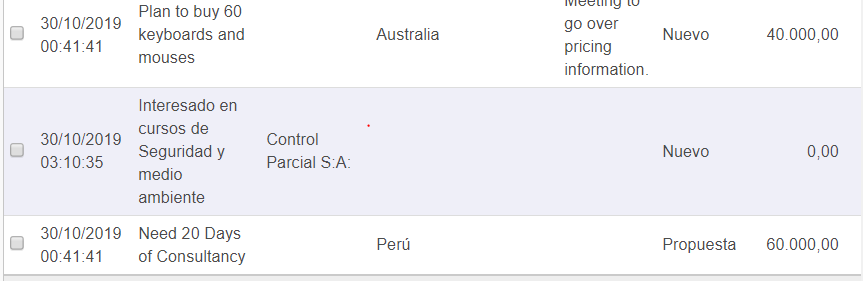 30/10/2019
00:41:41
Plan to buy 60
keyboards and
mouses
Australia
Meeting to
go over
pricing
information.
Nuevo
40.000,00
30/10/2019
03:10:35
Interesado en
cursos de
Seguridad y
medio
ambiente
Control
Parcial S:A:
Nuevo
0,00
30/10/2019
00:41:41
Need 20 Days
of Consultancy
Perú
Propuesta
60.000,00